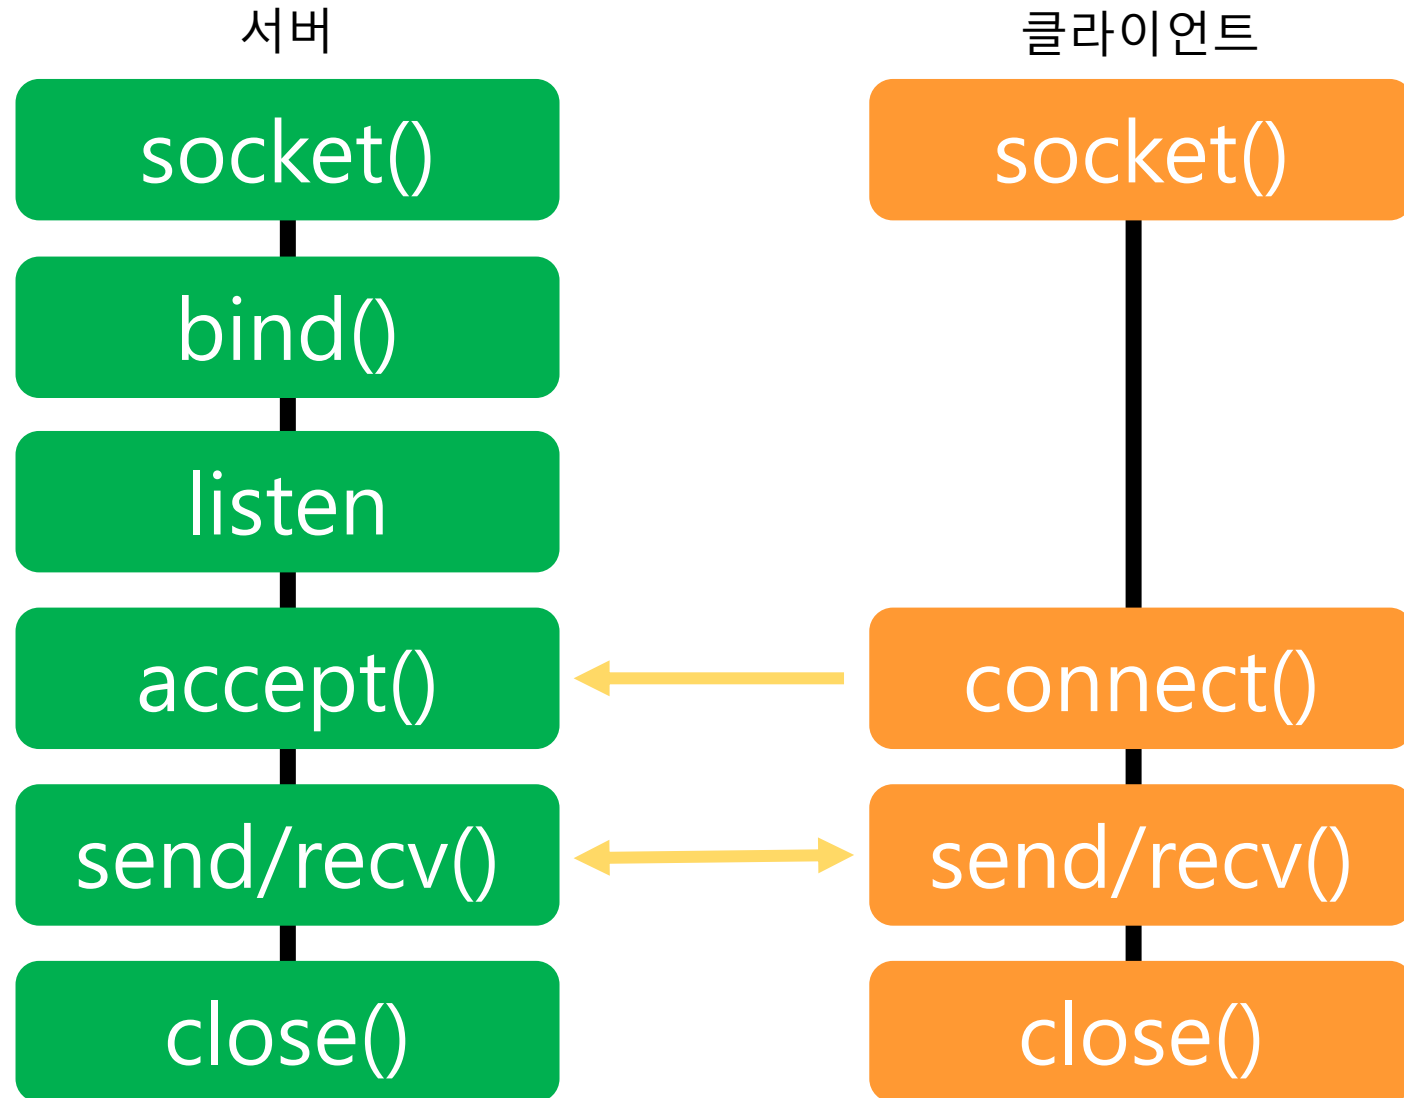 서버
클라이언트
socket()
socket()
bind()
listen
accept()
connect()
send/recv()
send/recv()
close()
close()